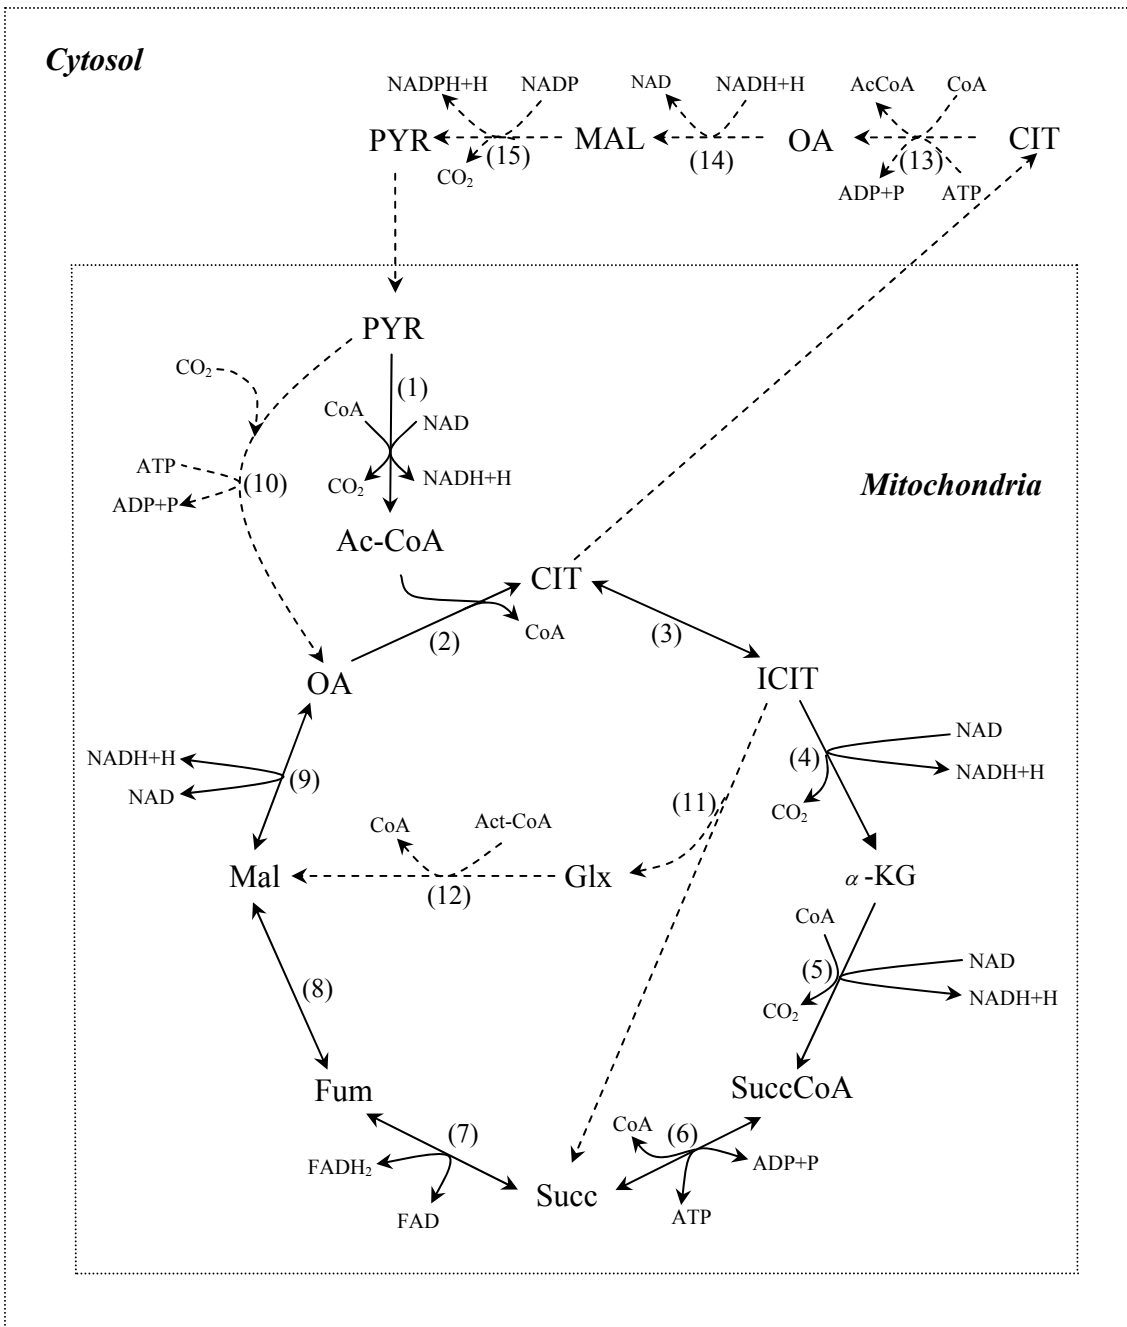 Cytosol
NADPH+H
NADP
NAD
NADH+H
AcCoA
CoA
PYR
(15)
MAL
(14)
OA
(13)
CIT
CO₂
ADP+P
ATP
PYR
CO₂
(1)
CoA
NAD
ATP
(10)
ADP+P
CO₂
NADH+H
Mitochondria
Ac-CoA
CIT
(2)
CoA
(3)
OA
ICIT
NADH+H
(9)
NAD
NAD
(4)
NADH+H
CO₂
(11)
CoA
Act-CoA
Mal
(12)
Glx
α-KG
CoA
(5)
NAD
CO₂
NADH+H
(8)
Fum
SuccCoA
(7)
CoA
(6)
FADH₂
ADP+P
Succ
FAD
ATP